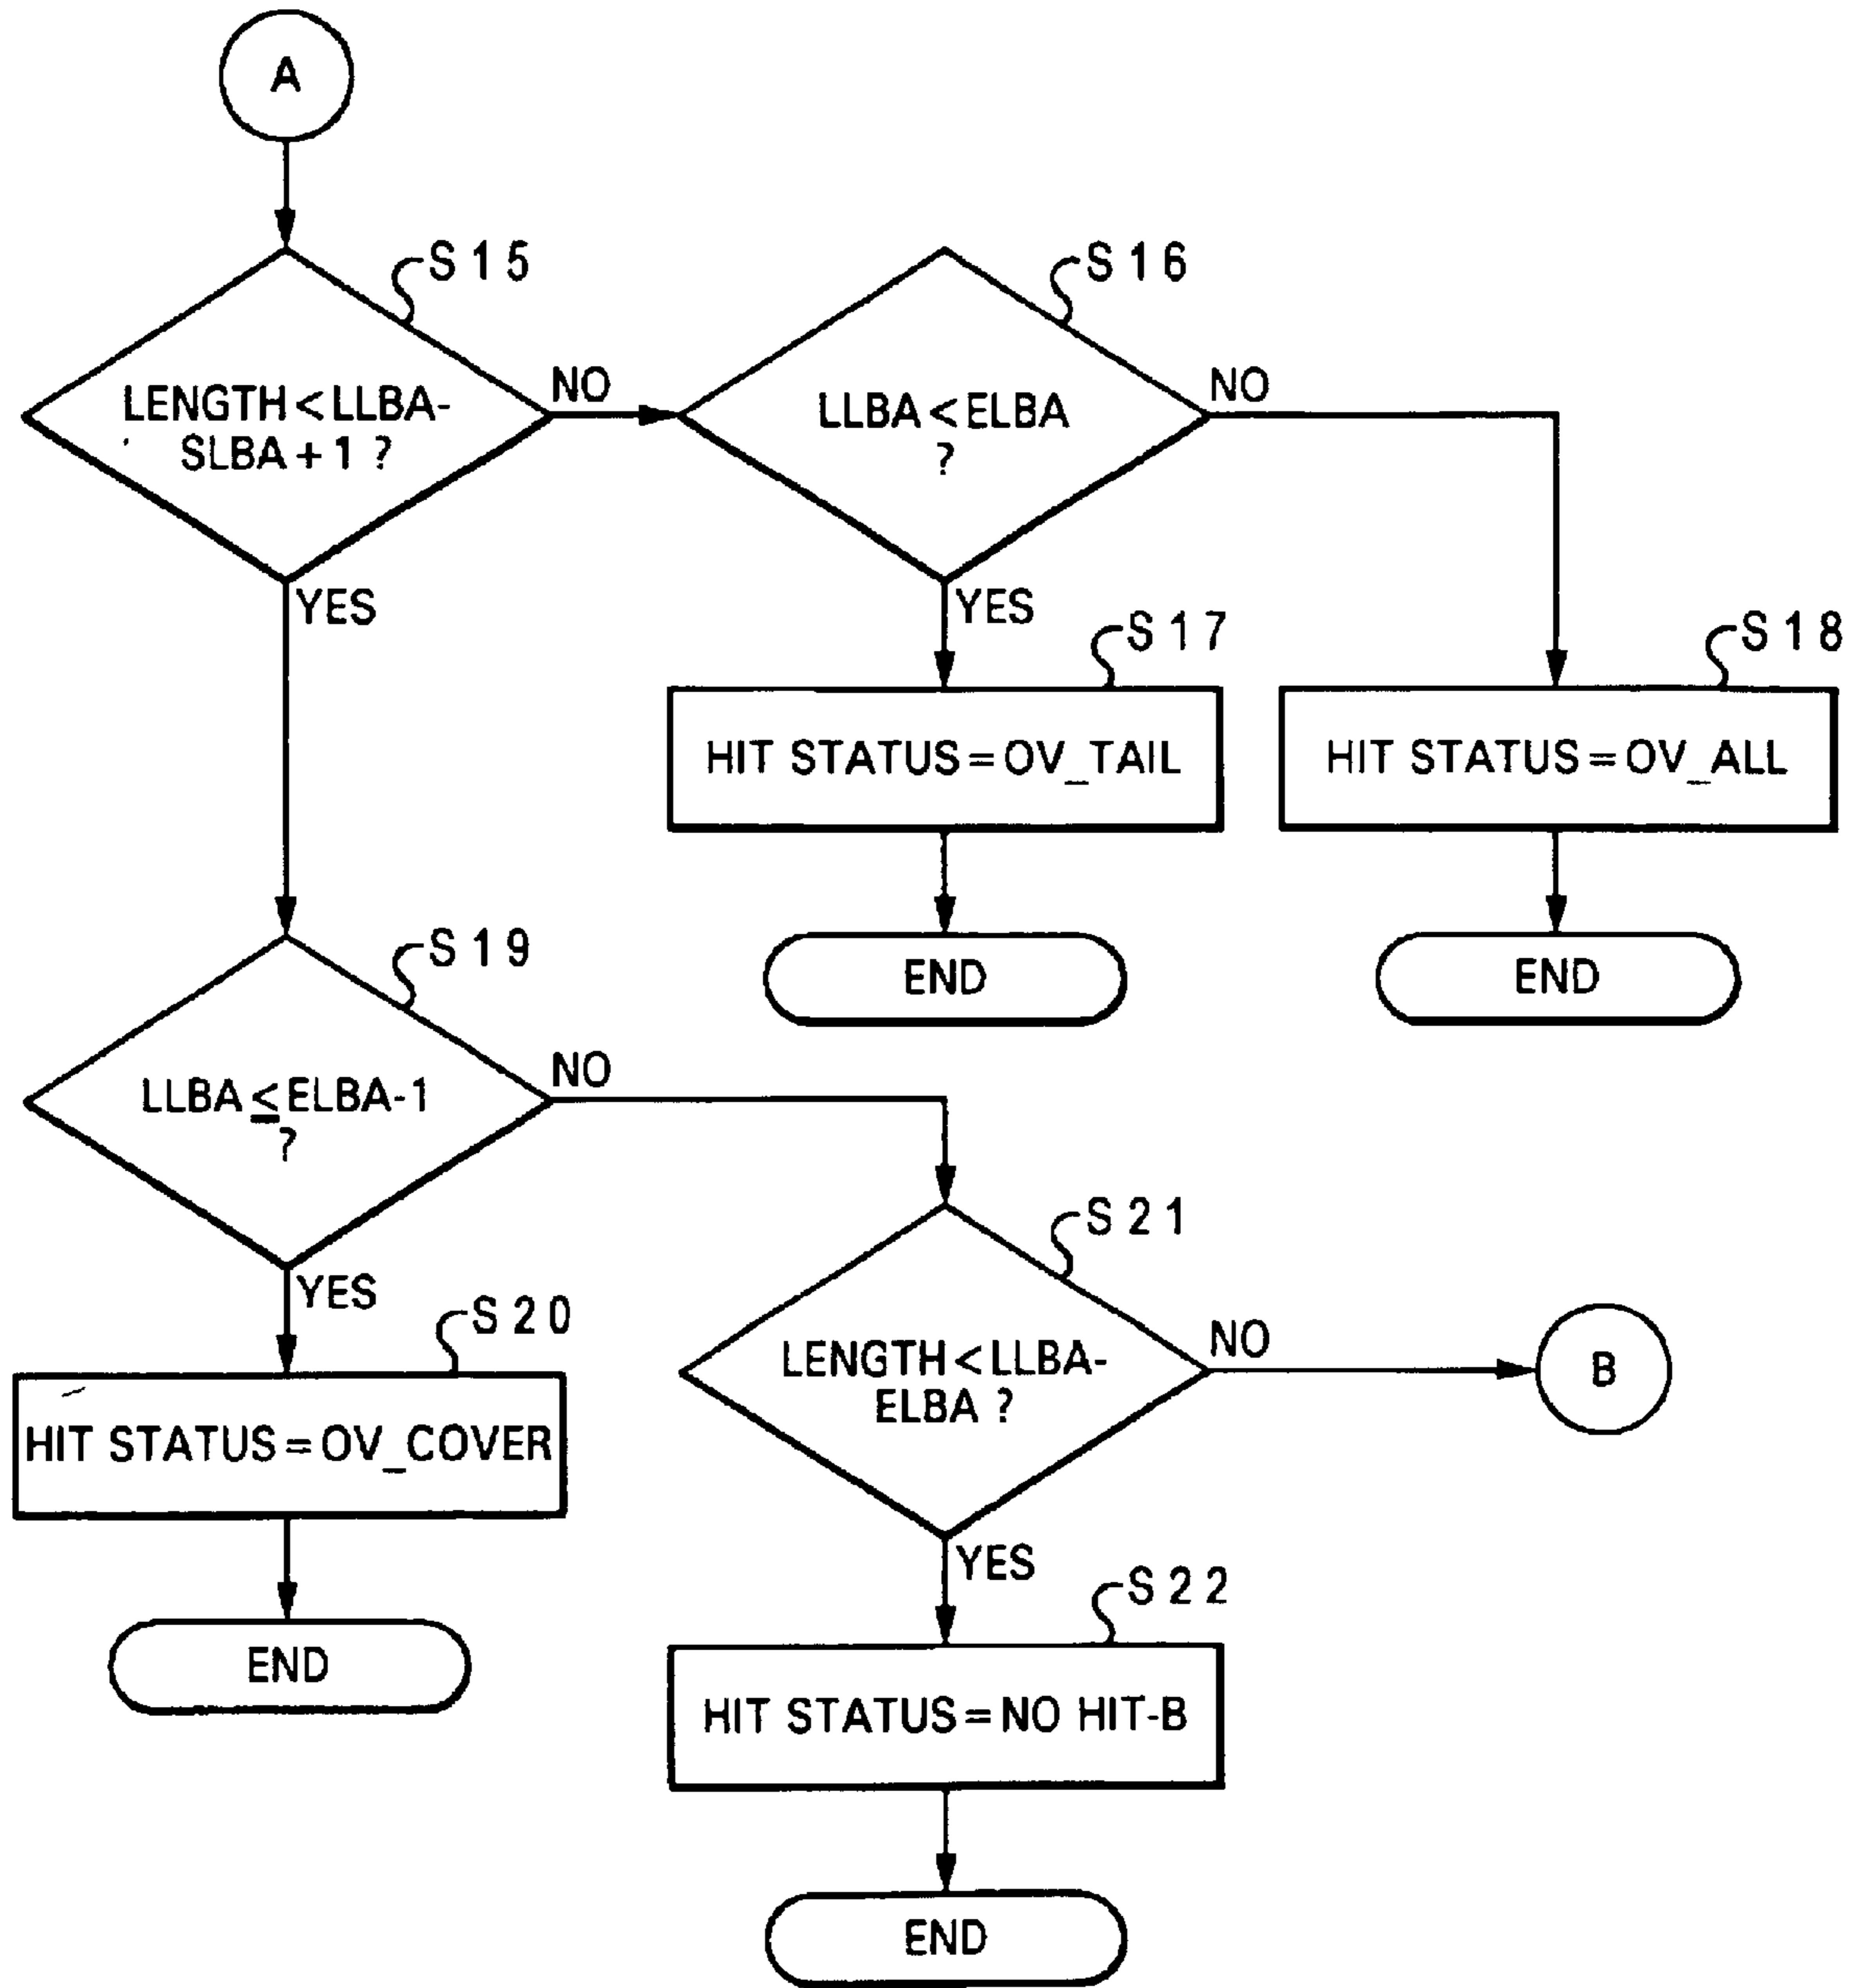 A
S15
LENGTH<LLBA-
SLBA+1 ?
NO
YES
S16
LLBA<ELBA
?
NO
YES
S17
HIT STATUS=OV_TAIL
END
S18
HIT STATUS=OV_ALL
END
S19
LLBA≤ELBA-1
?
NO
YES
S20
HIT STATUS=OV_COVER
END
S21
LENGTH<LLBA-
ELBA ?
NO
B
YES
S22
HIT STATUS=NO HIT-B
END